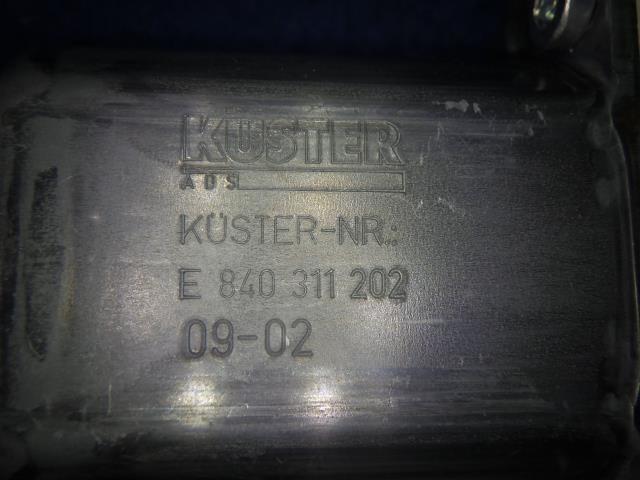 KÜSTER
ADS
KÜSTER-NR.:
E 840 311 202
09-02